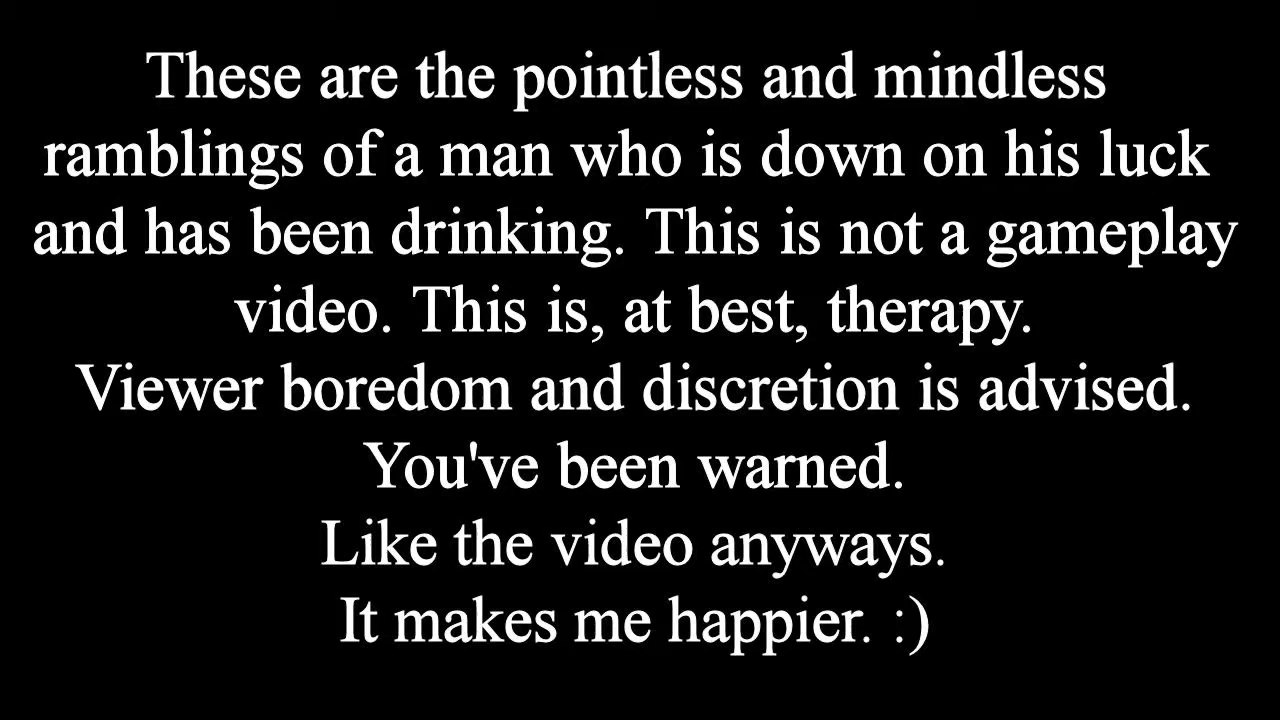 These are the pointless and mindless
ramblings of a man who is down on his luck
and has been drinking. This is not a gameplay
video. This is, at best, therapy.
Viewer boredom and discretion is advised.
You've been warned.
Like the video anyways.
It makes me happier. :)